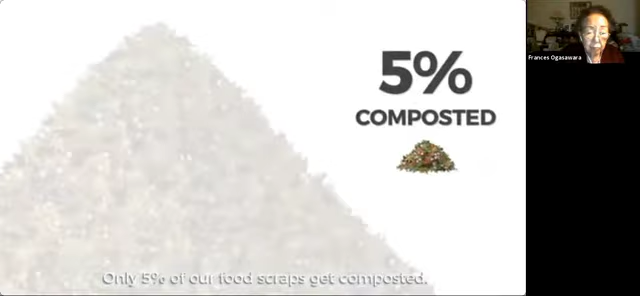 5%
COMPOSTED
Only 5% of our food scraps get composted.
Frances Ogasawara